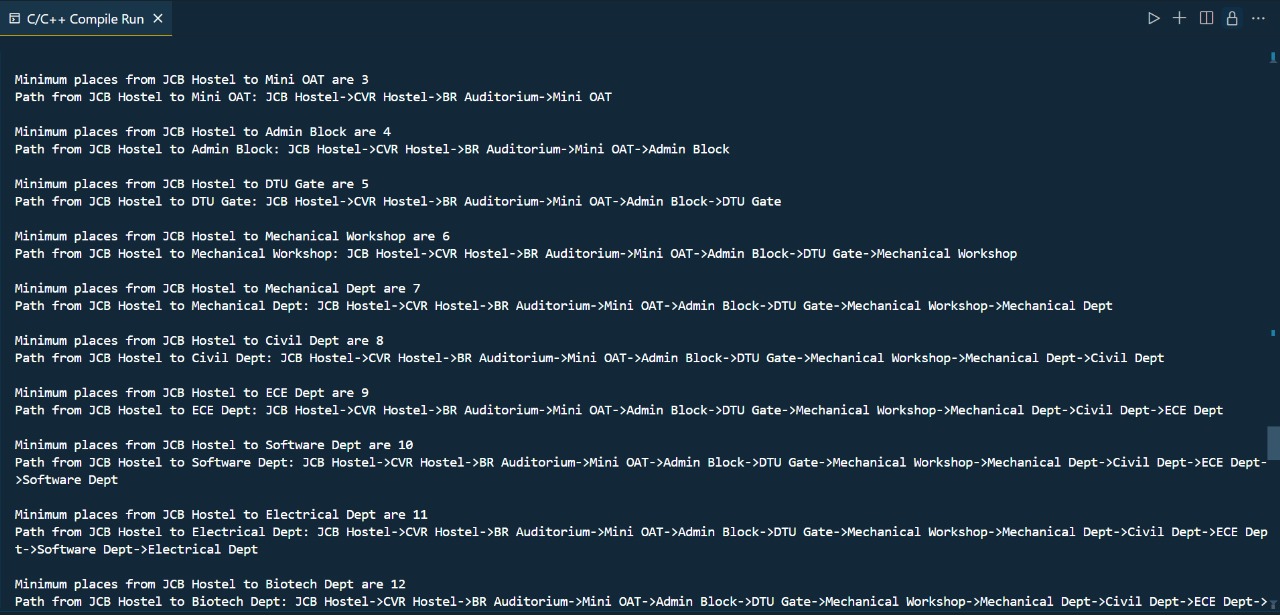 C/C++ Compile Run
Minimum places from JCB Hostel to Mini OAT are 3
Path from JCB Hostel to Mini OAT: JCB Hostel->CVR Hostel->BR Auditorium->Mini OAT
Minimum places from JCB Hostel to Admin Block are 4
Path from JCB Hostel to Admin Block: JCB Hostel->CVR Hostel->BR Auditorium->Mini OAT->Admin Block
Minimum places from JCB Hostel to DTU Gate are 5
Path from JCB Hostel to DTU Gate: JCB Hostel->CVR Hostel->BR Auditorium->Mini OAT->Admin Block->DTU Gate
Minimum places from JCB Hostel to Mechanical Workshop are 6
Path from JCB Hostel to Mechanical Workshop: JCB Hostel->CVR Hostel->BR Auditorium->Mini OAT->Admin Block->DTU Gate->Mechanical Workshop
Minimum places from JCB Hostel to Mechanical Dept are 7
Path from JCB Hostel to Mechanical Dept: JCB Hostel->CVR Hostel->BR Auditorium->Mini OAT->Admin Block->DTU Gate->Mechanical Workshop->Mechanical Dept
Minimum places from JCB Hostel to Civil Dept are 8
Path from JCB Hostel to Civil Dept: JCB Hostel->CVR Hostel->BR Auditorium->Mini OAT->Admin Block->DTU Gate->Mechanical Workshop->Mechanical Dept->Civil Dept
Minimum places from JCB Hostel to ECE Dept are 9
Path from JCB Hostel to ECE Dept: JCB Hostel->CVR Hostel->BR Auditorium->Mini OAT->Admin Block->DTU Gate->Mechanical Workshop->Mechanical Dept->Civil Dept->ECE Dept
Minimum places from JCB Hostel to Software Dept are 10
Path from JCB Hostel to Software Dept: JCB Hostel->CVR Hostel->BR Auditorium->Mini OAT->Admin Block->DTU Gate->Mechanical Workshop->Mechanical Dept->Civil Dept->ECE Dept-
>Software Dept
Minimum places from JCB Hostel to Electrical Dept are 11
Path from JCB Hostel to Electrical Dept: JCB Hostel->CVR Hostel->BR Auditorium->Mini OAT->Admin Block->DTU Gate->Mechanical Workshop->Mechanical Dept->Civil Dept->ECE Dep
t->Software Dept->Electrical Dept
Minimum places from JCB Hostel to Biotech Dept are 12
Path from JCB Hostel to Biotech Dept: JCB Hostel->CVR Hostel->BR Auditorium->Mini OAT->Admin Block->DTU Gate->Mechanical Workshop->Mechanical Dept->Civil Dept->ECE Dept->